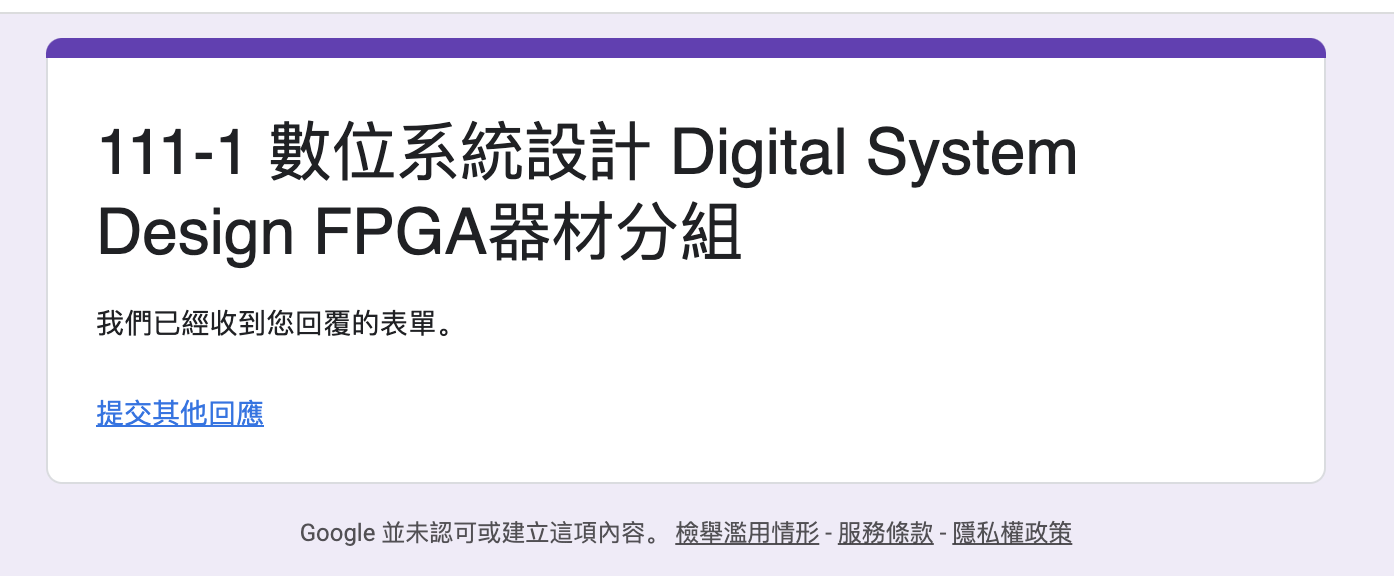 111-1 數位系統設計 Digital System
Design FPGA器材分組
我們已經收到您回覆的表單。
提交其他回應
Google 並未認可或建立這項內容。 檢舉濫用情形 - 服務條款 - 隱私權政策